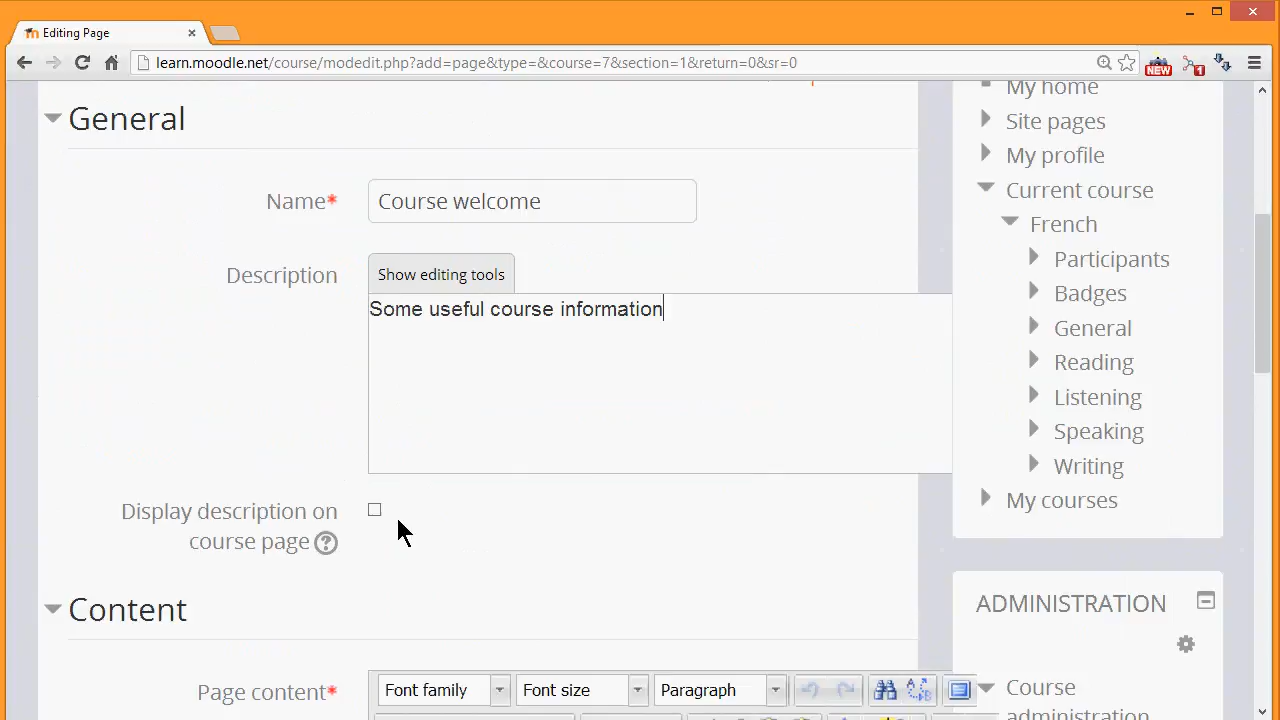 Editing Page
learn.moodle.net/course/modedit.php?add=page&type=&course=7&section=1&return=0&sr=0
NEW
1
General
Name*
Course welcome
Description
Show editing tools
Some useful course information
Display description on
course page
Content
Page content*
Font family
Font size
Paragraph
My home
Site pages
My profile
Current course
French
Participants
Badges
General
Reading
Listening
Speaking
Writing
My courses
ADMINISTRATION
Course
administration